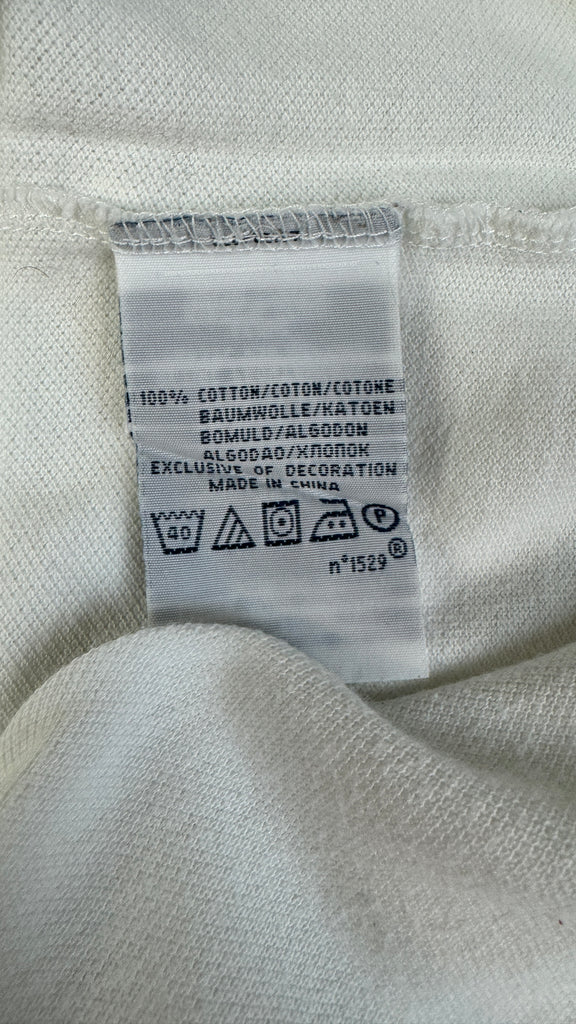 100% COTTON/COTON/COTONE
BAUMWOLLE/KATOEN
BOMULD/ALGODON
ALGODAO/ХЛОПОК
EXCLUSIVE OF DECORATION
MADE IN CHINA
40
P
n°1529®